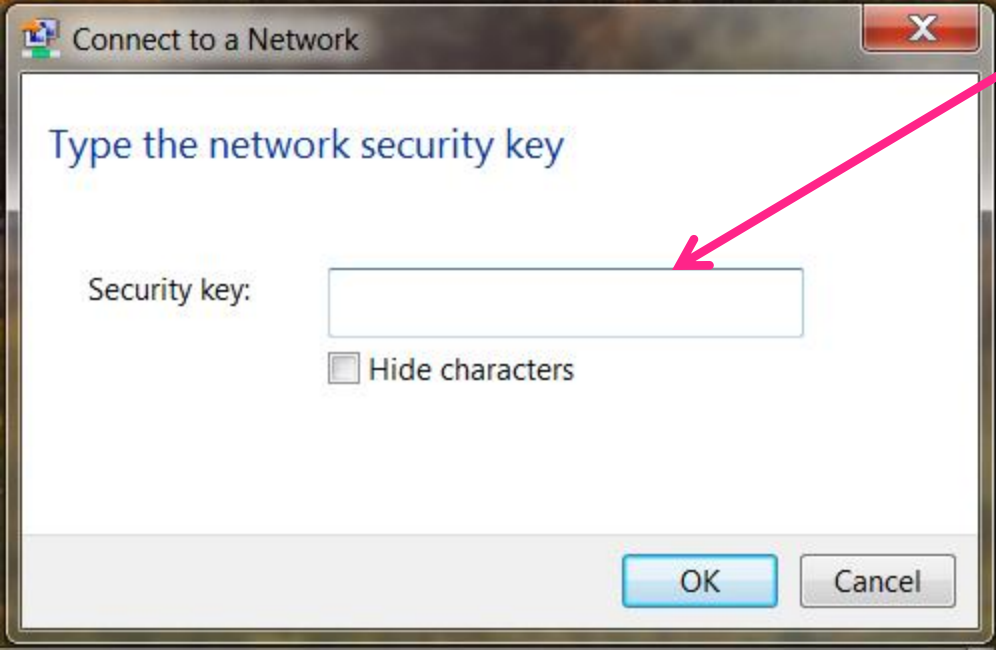 Connect to a Network
X
Type the network security key
Security key:
Hide characters
OK
Cancel